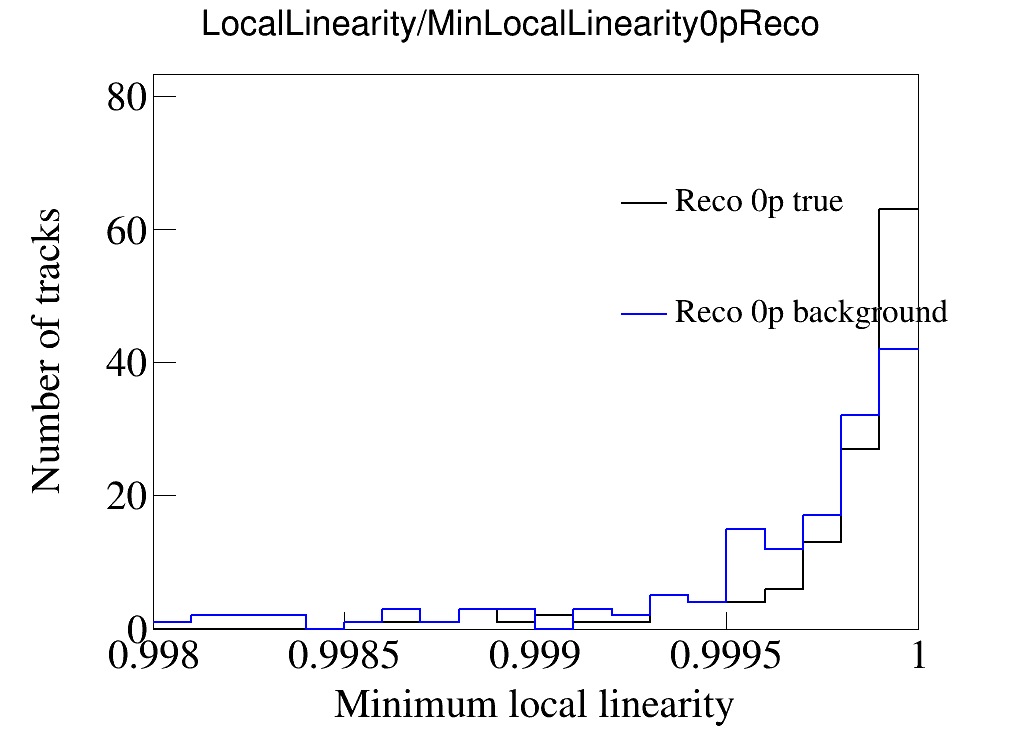 LocalLinearity/MinLocalLinearity0pReco
80
60
40
20
0
Number of tracks
Reco 0p true
Reco 0p background
0.998 0.9985 0.999 0.9995 1
Minimum local linearity